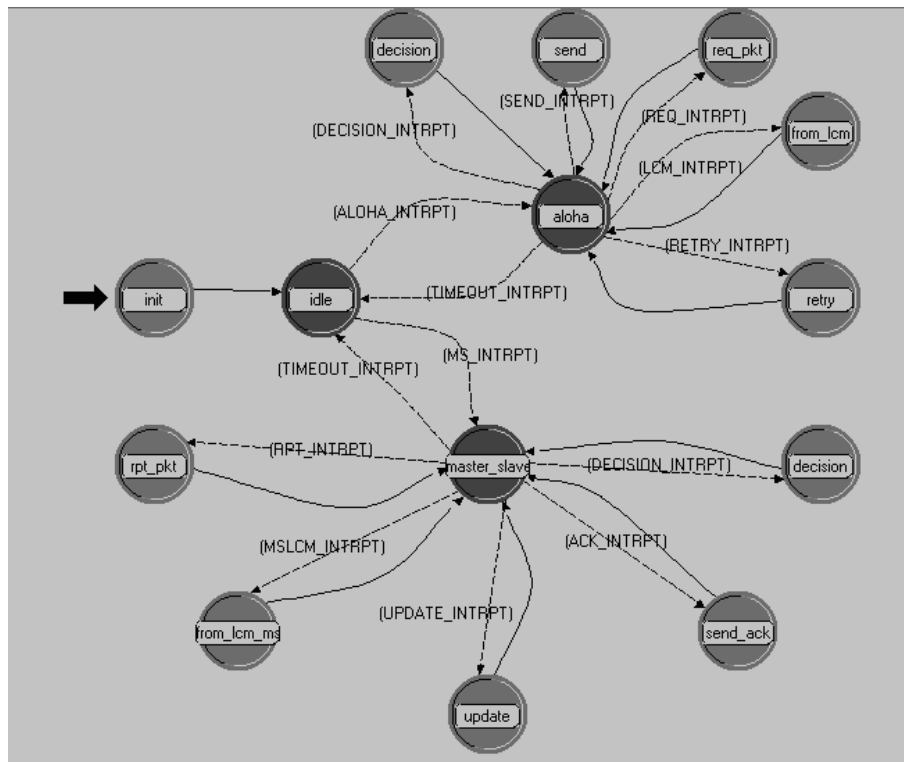 decision
send
req_pkt
(SEND_INTRPT)
(DECISION_INTRPT)
(REQ_INTRPT)
from_lcm
(LCM_INTRPT)
(ALOHA_INTRPT)
aloha
(RETRY_INTRPT)
init
idle
(TIMEOUT_INTRPT)
retry
(MS_INTRPT)
(TIMEOUT_INTRPT)
(RPT_INTRPT)
rpt_pkt
master_slave
(DECISION_INTRPT)
decision
(MSLCM_INTRPT)
(ACK_INTRPT)
(UPDATE_INTRPT)
from_lcm_ms
send_ack
update